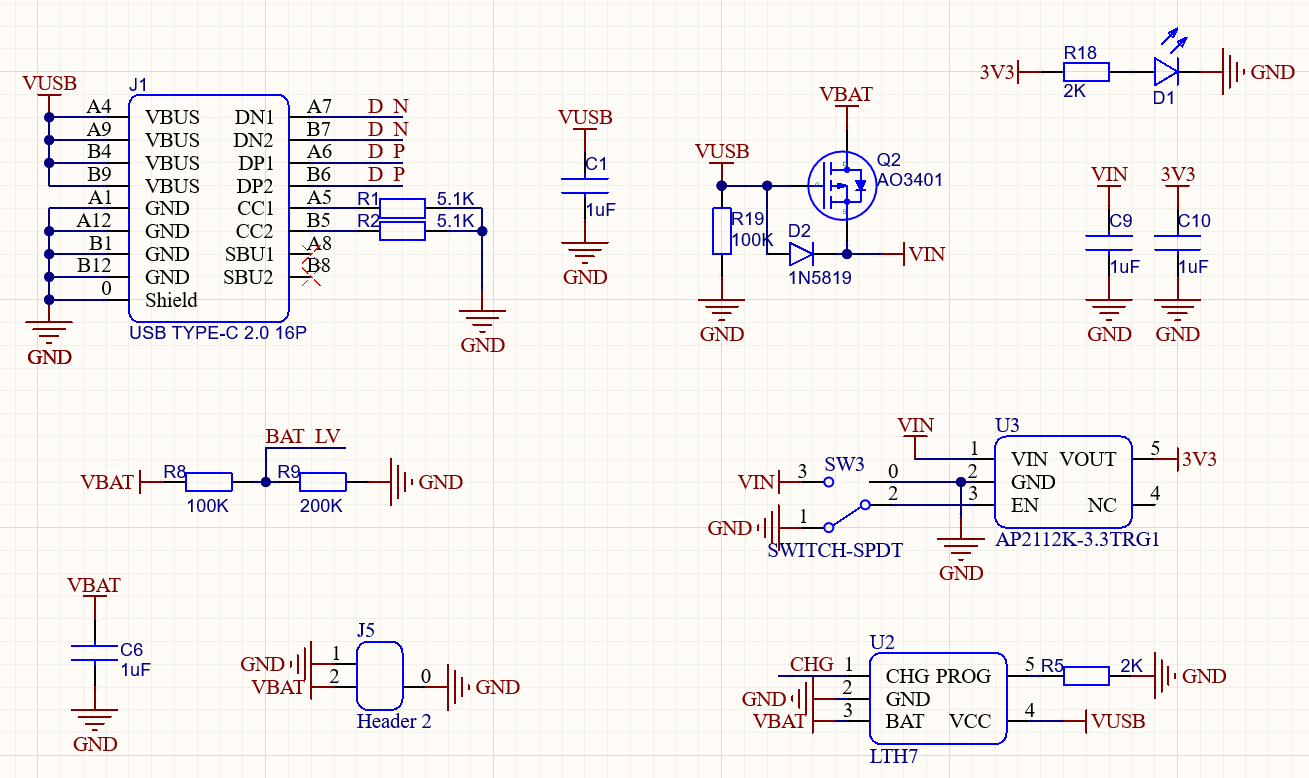 VUSB
J1
A4 VBUS DN1 A7 D N
A9 VBUS DN2 B7 D N
B4 VBUS DP1 A6 D P
B9 VBUS DP2 B6 D P
A1 GND CC1 A5 R1 5.1K
A12 GND CC2 B5 R2 5.1K
B1 GND SBU1 A8
B12 GND SBU2 B8
0 Shield
USB TYPE-C 2.0 16P
GND
GND
VUSB
C1
1uF
GND
VBAT
VUSB
Q2
AO3401
R19
100K
D2
1N5819
VIN
GND
3V3 R18 GND
2K D1
VIN 3V3
C9 C10
1uF 1uF
GND GND
BAT LV
VBAT R8 R9 GND
100K 200K
VIN
U3
VIN 3 SW3 0
GND 1 2
SWITCH-SPDT
1 VIN VOUT 5 3V3
2 GND
3 EN NC 4
AP2112K-3.3TRG1
GND
VBAT
C6
1uF
GND
J5
GND 1
VBAT 2 0 GND
Header 2
U2
CHG 1 CHG PROG 5 R5 2K GND
GND 2 GND
VBAT 3 BAT VCC 4 VUSB
LTH7